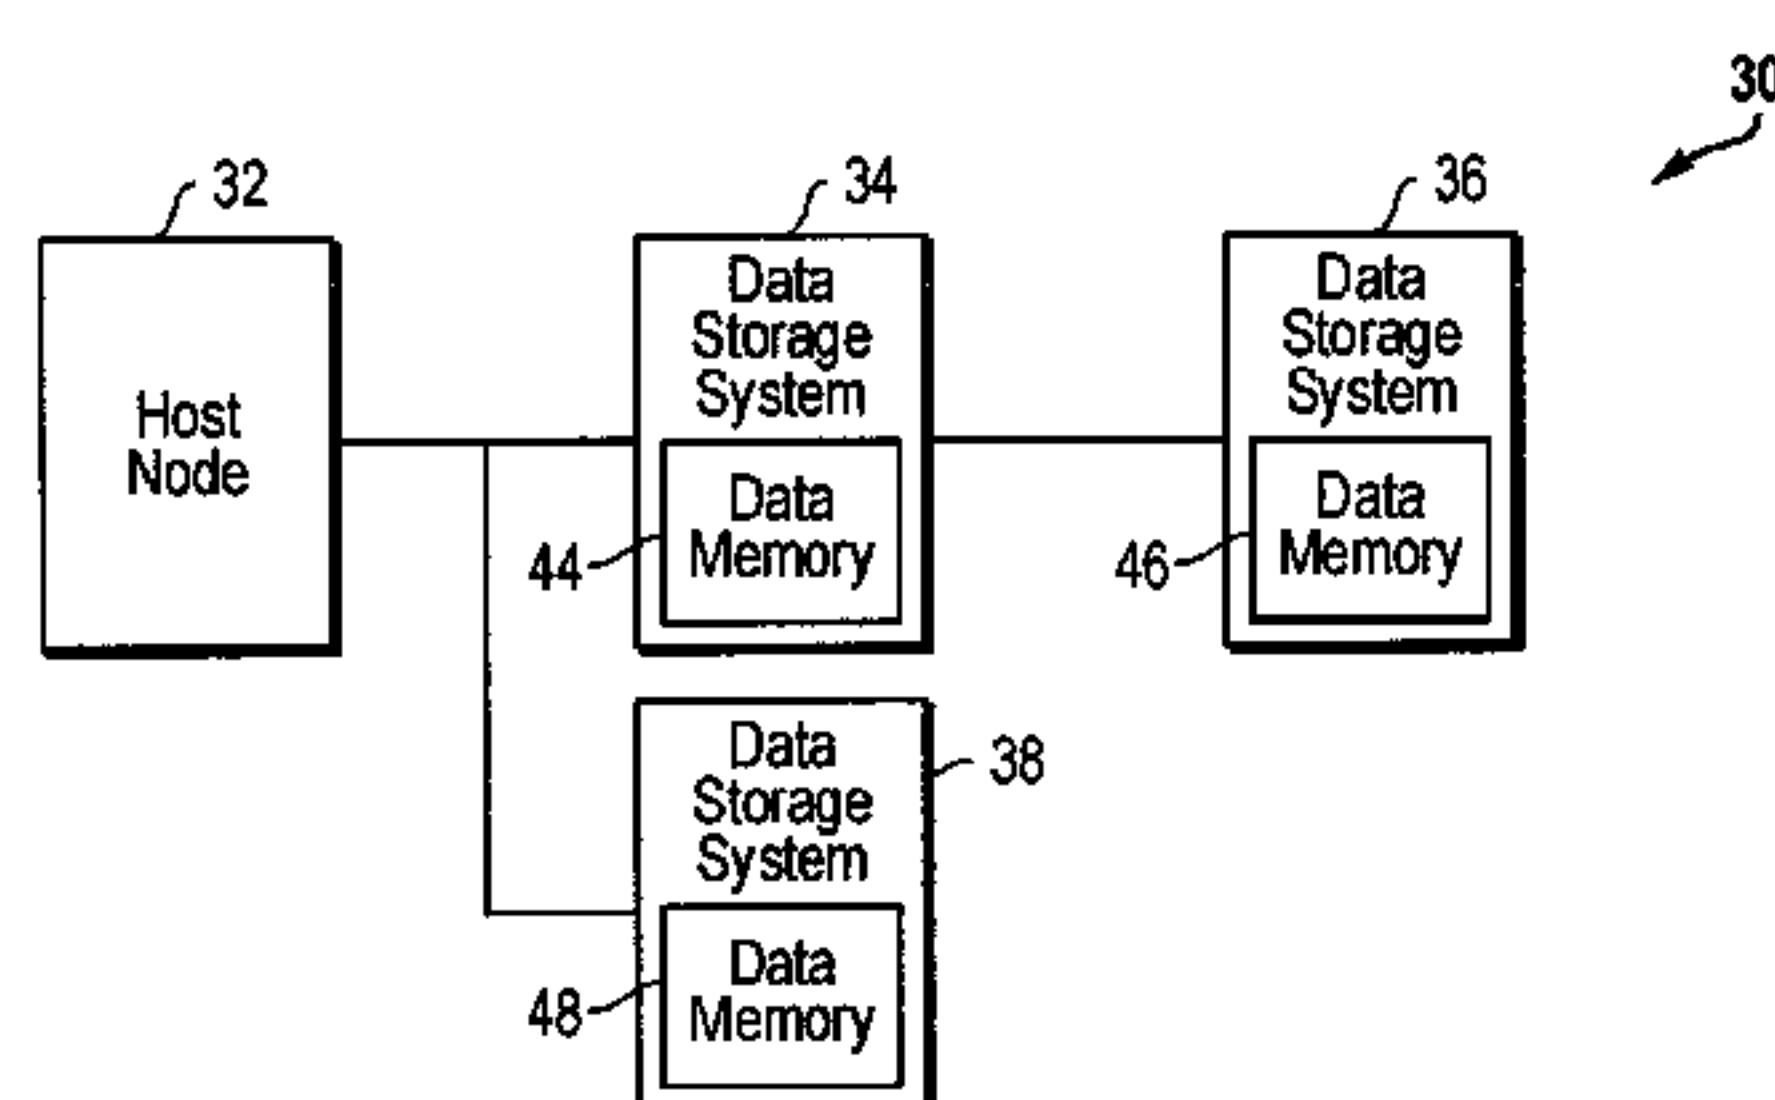 30
32
34
36
Host
Node
Data
Storage
System
Data
Memory
44
Data
Storage
System
Data
Memory
46
Data
Storage
System
38
Data
Memory
48